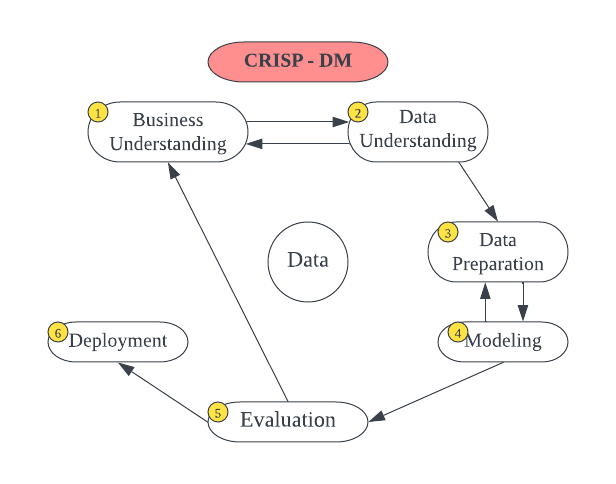 CRISP - DM
1
Business
Understanding
2
Data
Understanding
3
Data
Preparation
Data
4
Modeling
6
Deployment
5
Evaluation